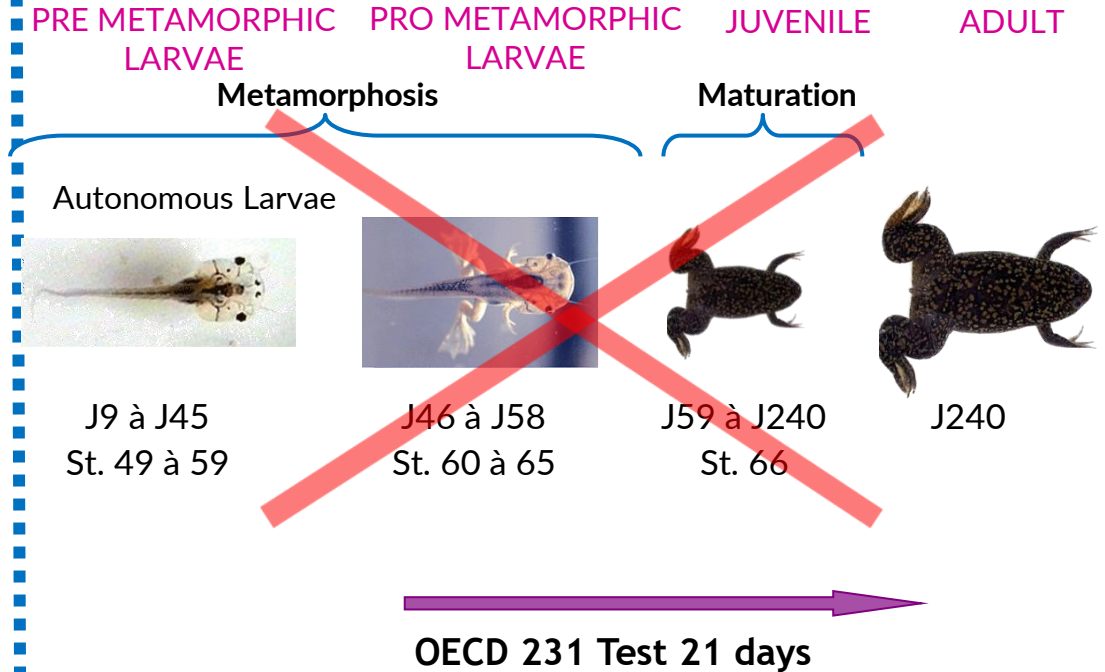 PRE METAMORPHIC
LARVAE
PRO METAMORPHIC
LARVAE
JUVENILE
ADULT
Metamorphosis
Maturation
Autonomous Larvae
J9 à J45
St. 49 à 59
J46 à J58
St. 60 à 65
J59 à J240
St. 66
J240
OECD 231 Test 21 days